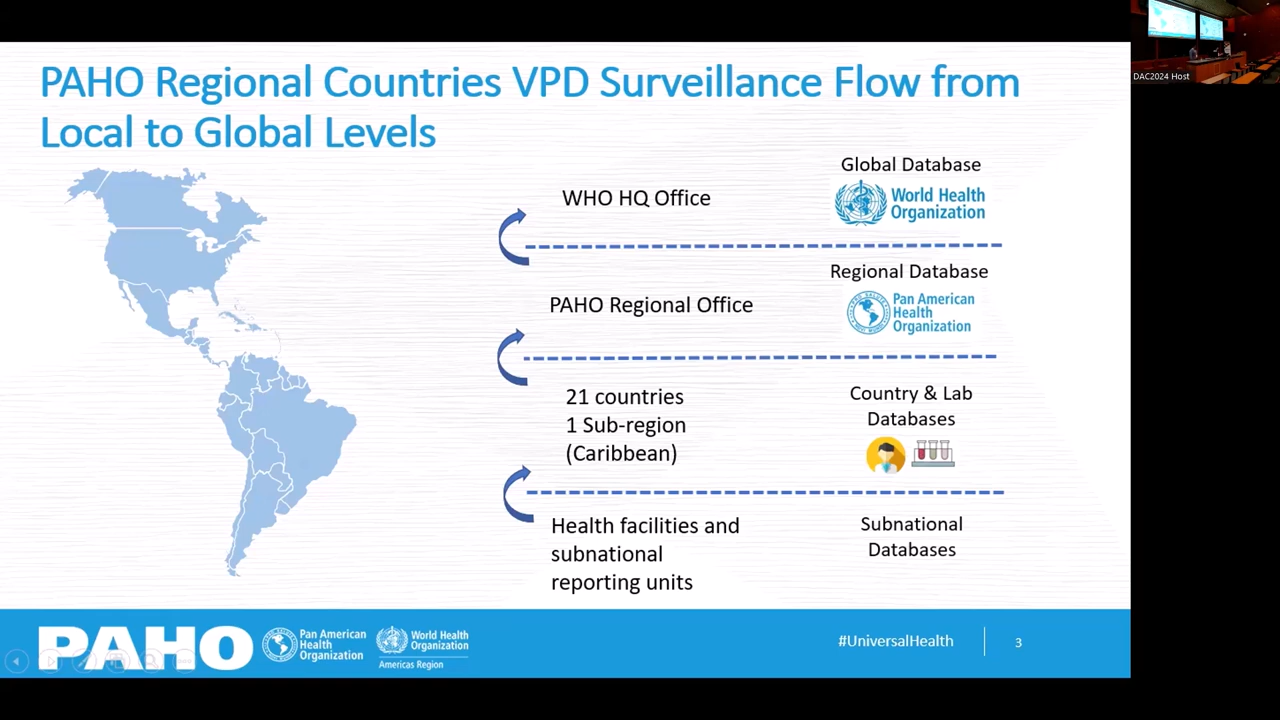 PAHO Regional Countries VPD Surveillance Flow from
Local to Global Levels
WHO HQ Office
Global Database
World Health
Organization
PAHO Regional Office
Regional Database
Pan American
Health
Organization
21 countries
1 Sub-region
(Caribbean)
Country & Lab
Databases
Health facilities and
subnational
reporting units
Subnational
Databases
PAHO
Pan American
Health
Organization
World Health
Organization
Americas Region
#UniversalHealth
3
DAC2024 Host